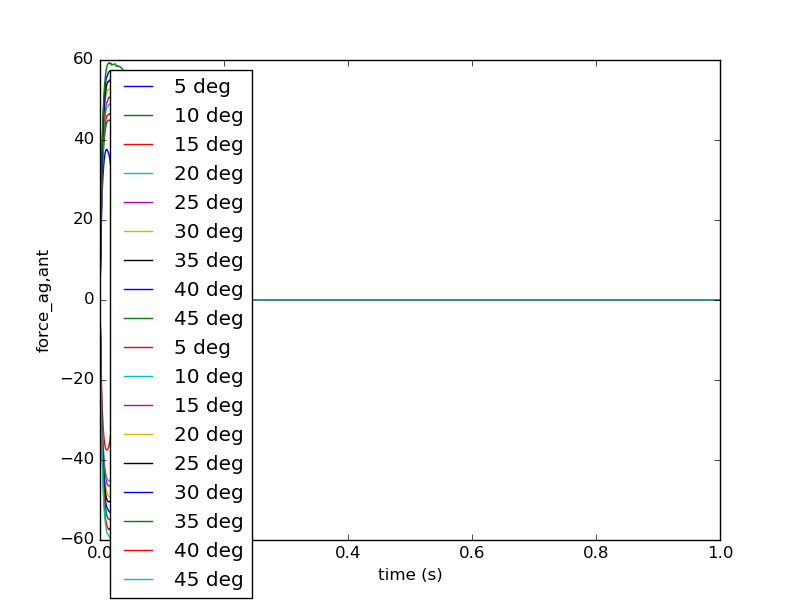 60
40
20
0
−20
−40
−60
force_ag,ant
5 deg
10 deg
15 deg
20 deg
25 deg
30 deg
35 deg
40 deg
45 deg
5 deg
10 deg
15 deg
20 deg
25 deg
30 deg
35 deg
40 deg
45 deg
0.0 0.4 0.6 0.8 1.0
time (s)